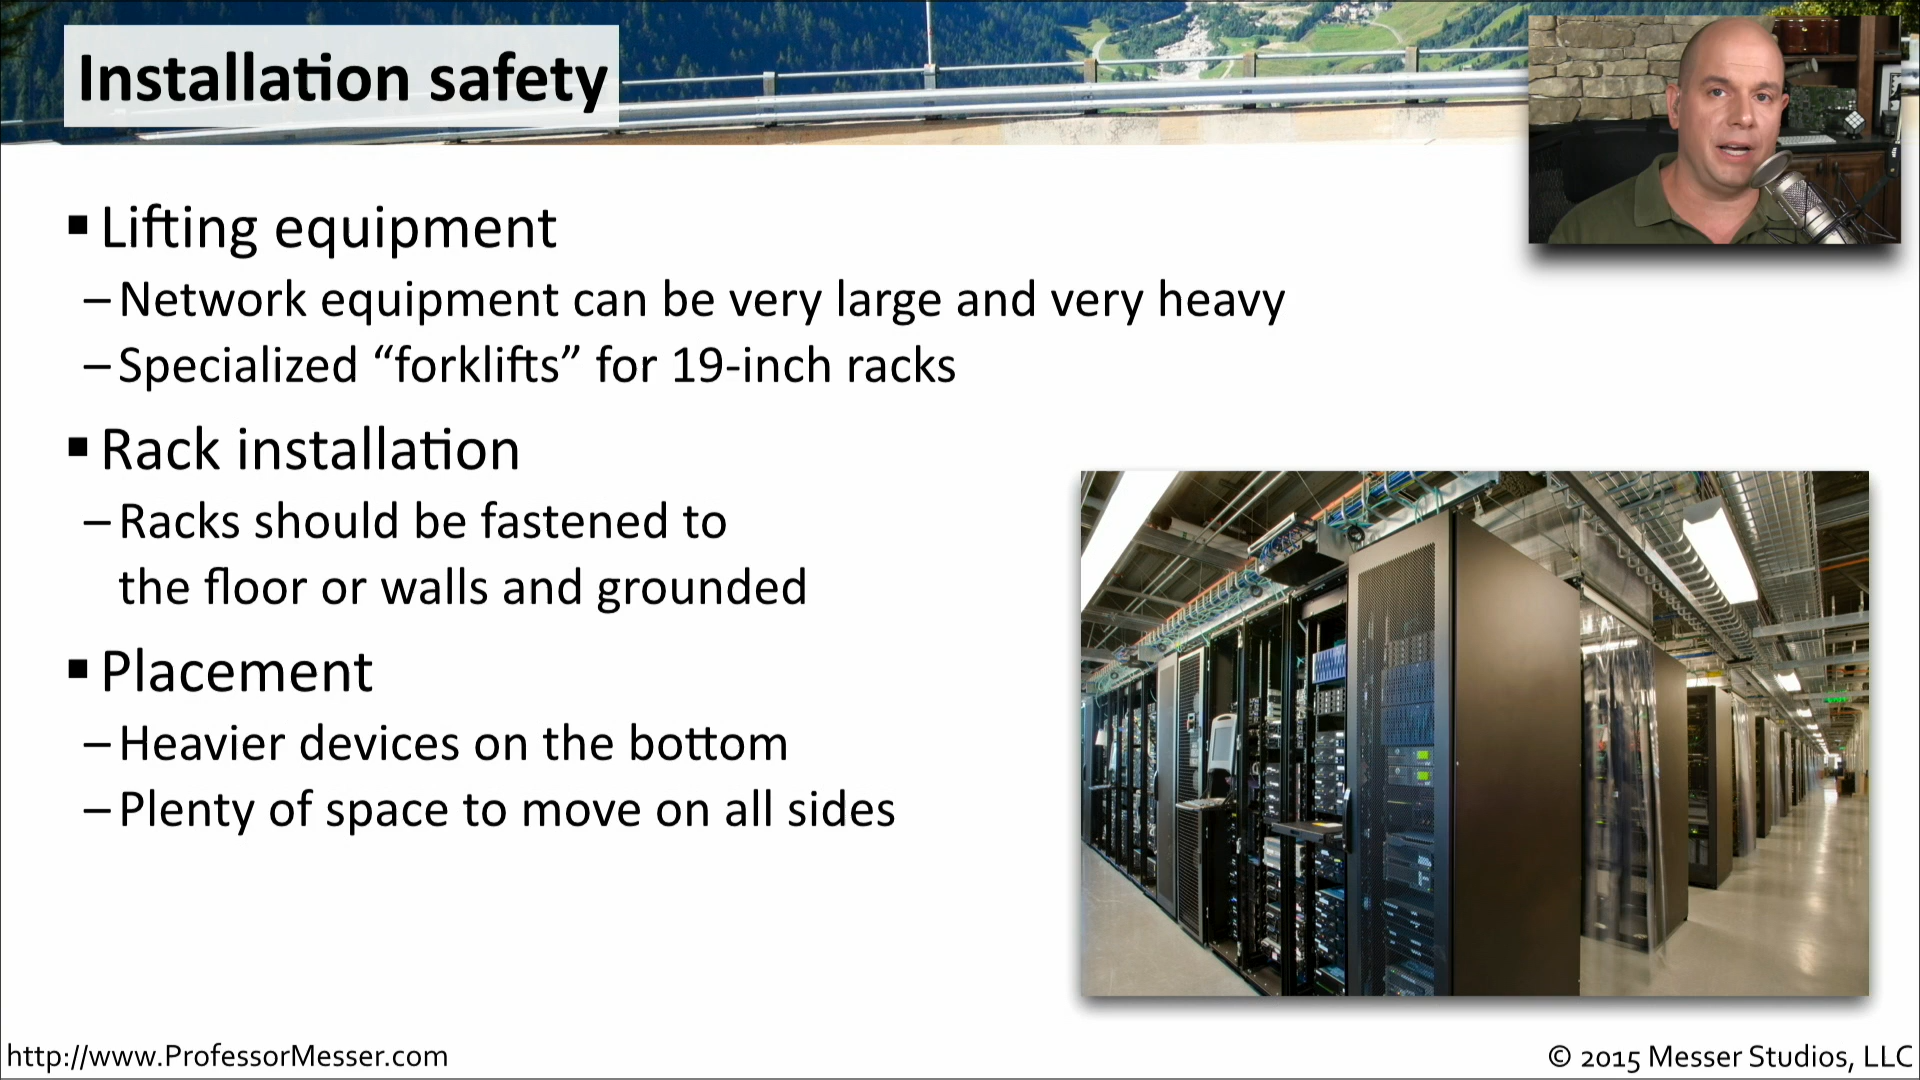 Installation safety
▪ Lifting equipment
– Network equipment can be very large and very heavy
– Specialized “forklifts” for 19-inch racks
▪ Rack installation
– Racks should be fastened to
the floor or walls and grounded
▪ Placement
– Heavier devices on the bottom
– Plenty of space to move on all sides
http://www.ProfessorMesser.com
© 2015 Messer Studios, LLC